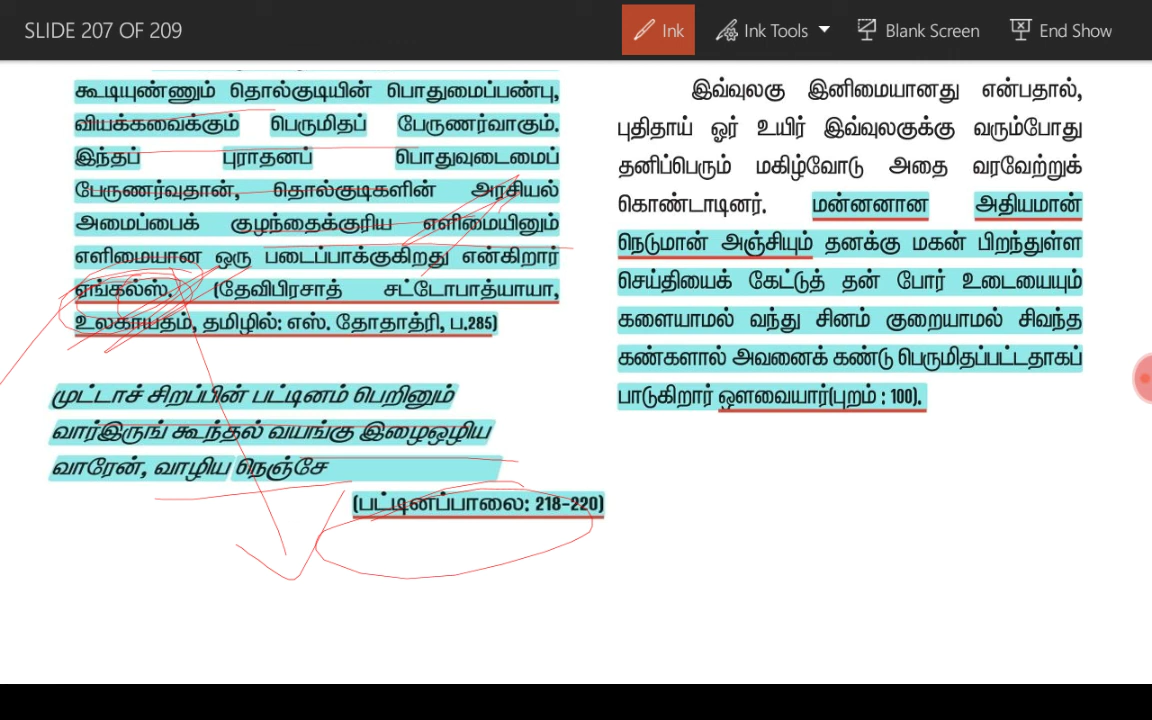 SLIDE 207 OF 209
Ink
Ink Tools
Blank Screen
End Show
கூடியுண்ணும் தொல்குடியின் பொதுமைப்பண்பு,
வியக்கவைக்கும் பெருமிதப் பேருணர்வாகும்.
இந்தப் புராதனப் பொதுவுடைமைப்
பேருணர்வுதான், தொல்குடிகளின் அரசியல்
அமைப்பைக் குழந்தைக்குரிய எளிமையினும்
எளிமையான ஒரு படைப்பாக்குகிறது என்கிறார்
ஏங்கல்ஸ். (தேவிபிரசாத் சட்டோபாத்யாயா,
உலகாயதம், தமிழில்: எஸ். தோதாத்ரி, ப.285)
முட்டாச் சிறப்பின் பட்டினம் பெறினும்
வார்இருங் கூந்தல் வயங்கு இழைஒழிய
வாரேன், வாழிய நெஞ்சே
(பட்டினப்பாலை: 218-220)
இவ்வுலகு இனிமையானது என்பதால்,
புதிதாய் ஓர் உயிர் இவ்வுலகுக்கு வரும்போது
தனிப்பெரும் மகிழ்வோடு அதை வரவேற்றுக்
கொண்டாடினர். மன்னனான அதியமான்
நெடுமான் அஞ்சியும் தனக்கு மகன் பிறந்துள்ள
செய்தியைக் கேட்டுத் தன் போர் உடையையும்
களையாமல் வந்து சினம் குறையாமல் சிவந்த
கண்களால் அவனைக் கண்டு பெருமிதப்பட்டதாகப்
பாடுகிறார் ஔவையார்(புறம் : 100).